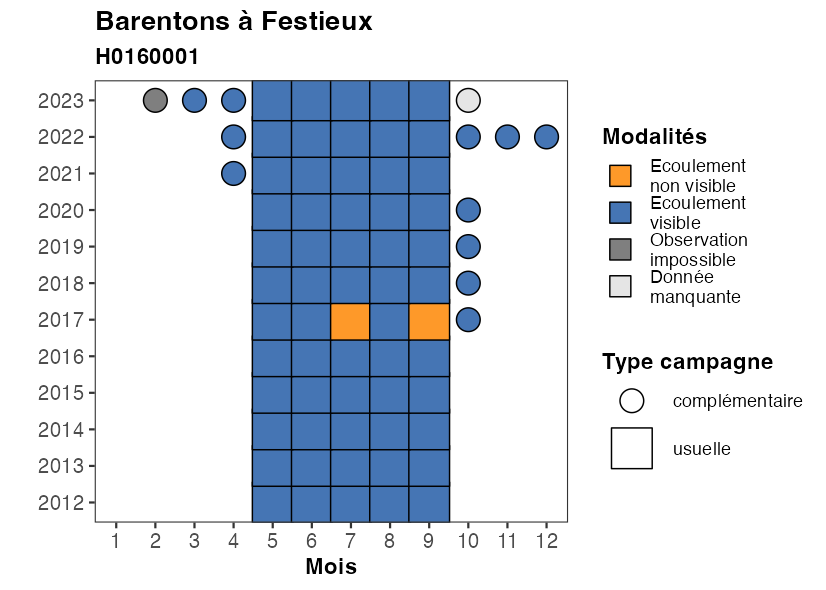 Barentons à Festieux
H0160001
2023
2022
2021
2020
2019
2018
2017
2016
2015
2014
2013
2012
1 2 3 4 5 6 7 8 9 10 11 12
Mois
Modalités
Ecoulement
non visible
Ecoulement
visible
Observation
impossible
Donnée
manquante
Type campagne
complémentaire
usuelle